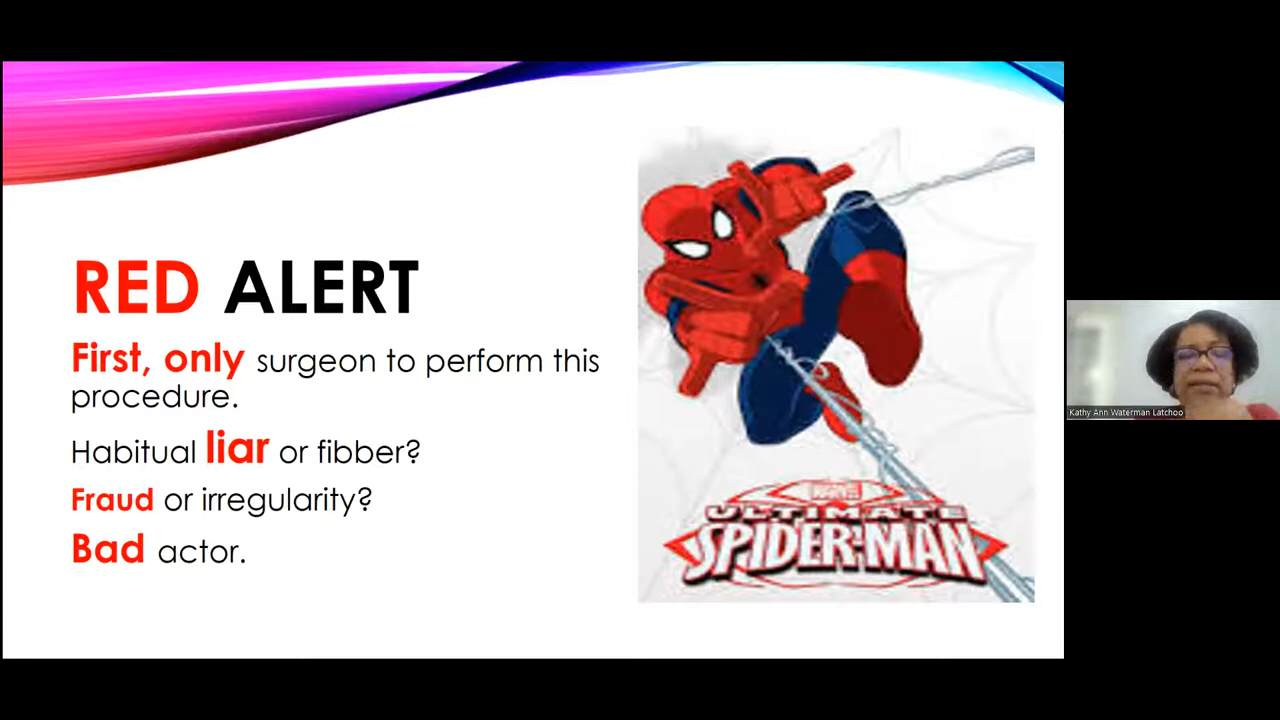 RED ALERT
First, only surgeon to perform this
procedure.
Habitual liar or fibber?
Fraud or irregularity?
Bad actor.
MARVEL
ULTIMATE
SPIDER-MAN
Kathy Ann Waterman Latchoo